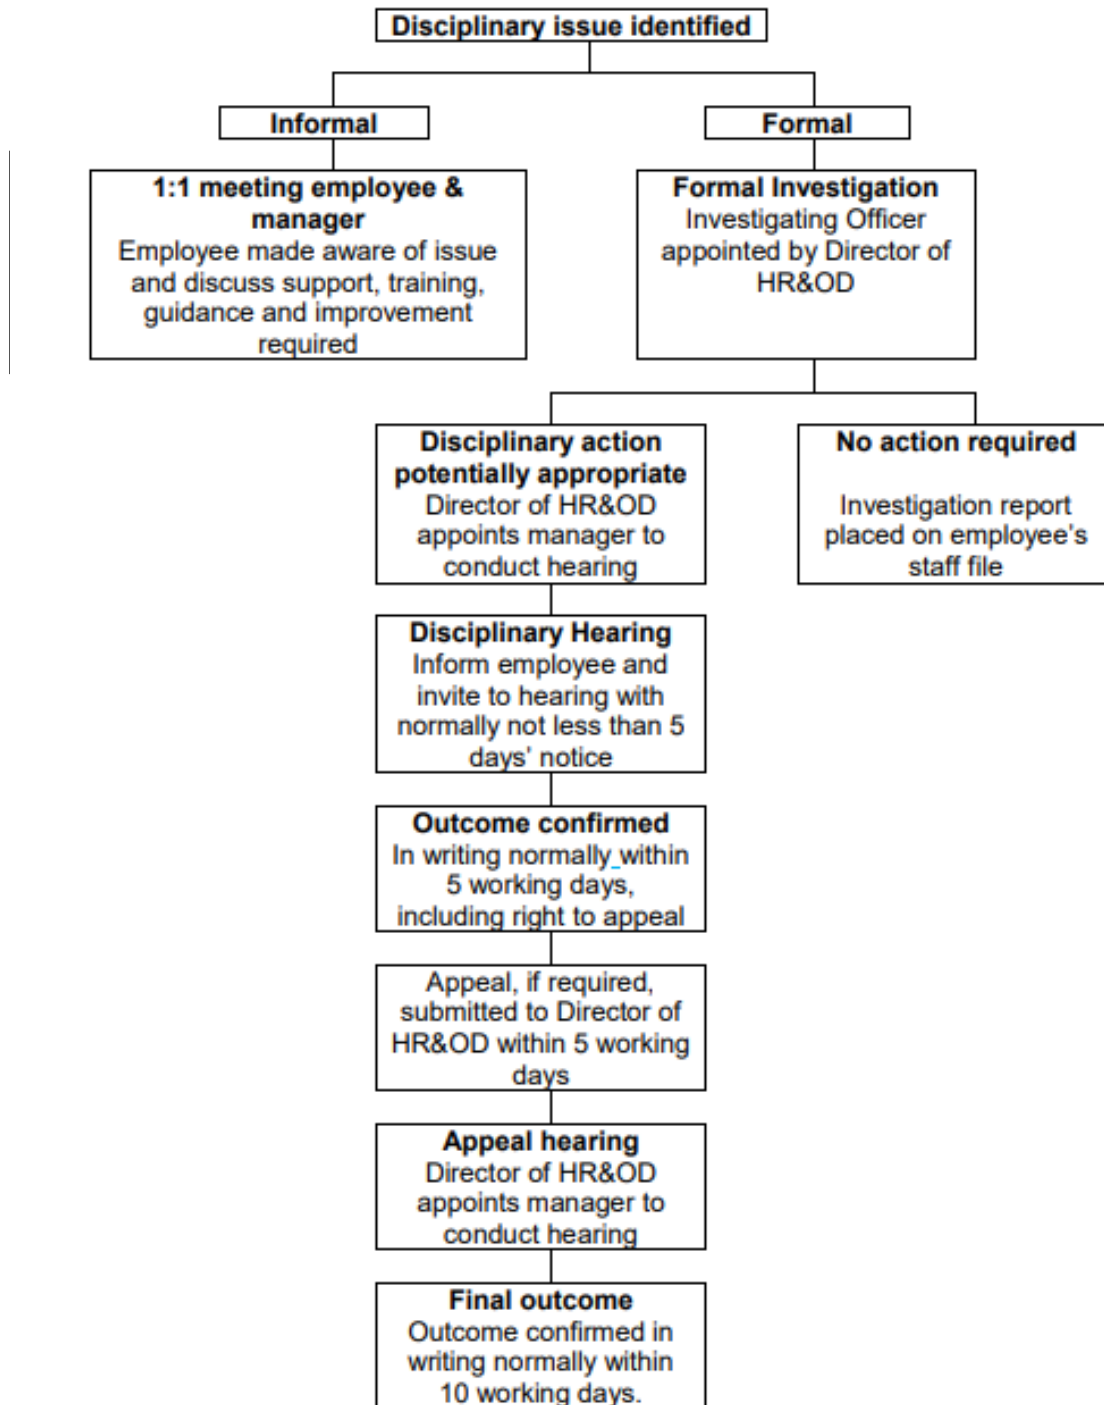 Disciplinary issue identified
Informal
Formal
1:1 meeting employee &
manager
Employee made aware of issue
and discuss support, training,
guidance and improvement
required
Formal Investigation
Investigating Officer
appointed by Director of
HR&OD
Disciplinary action
potentially appropriate
Director of HR&OD
appoints manager to
conduct hearing
No action required
Investigation report
placed on employee's
staff file
Disciplinary Hearing
Inform employee and
invite to hearing with
normally not less than 5
days' notice
Outcome confirmed
In writing normally within
5 working days,
including right to appeal
Appeal, if required,
submitted to Director of
HR&OD within 5 working
days
Appeal hearing
Director of HR&OD
appoints manager to
conduct hearing
Final outcome
Outcome confirmed in
writing normally within
10 working days.